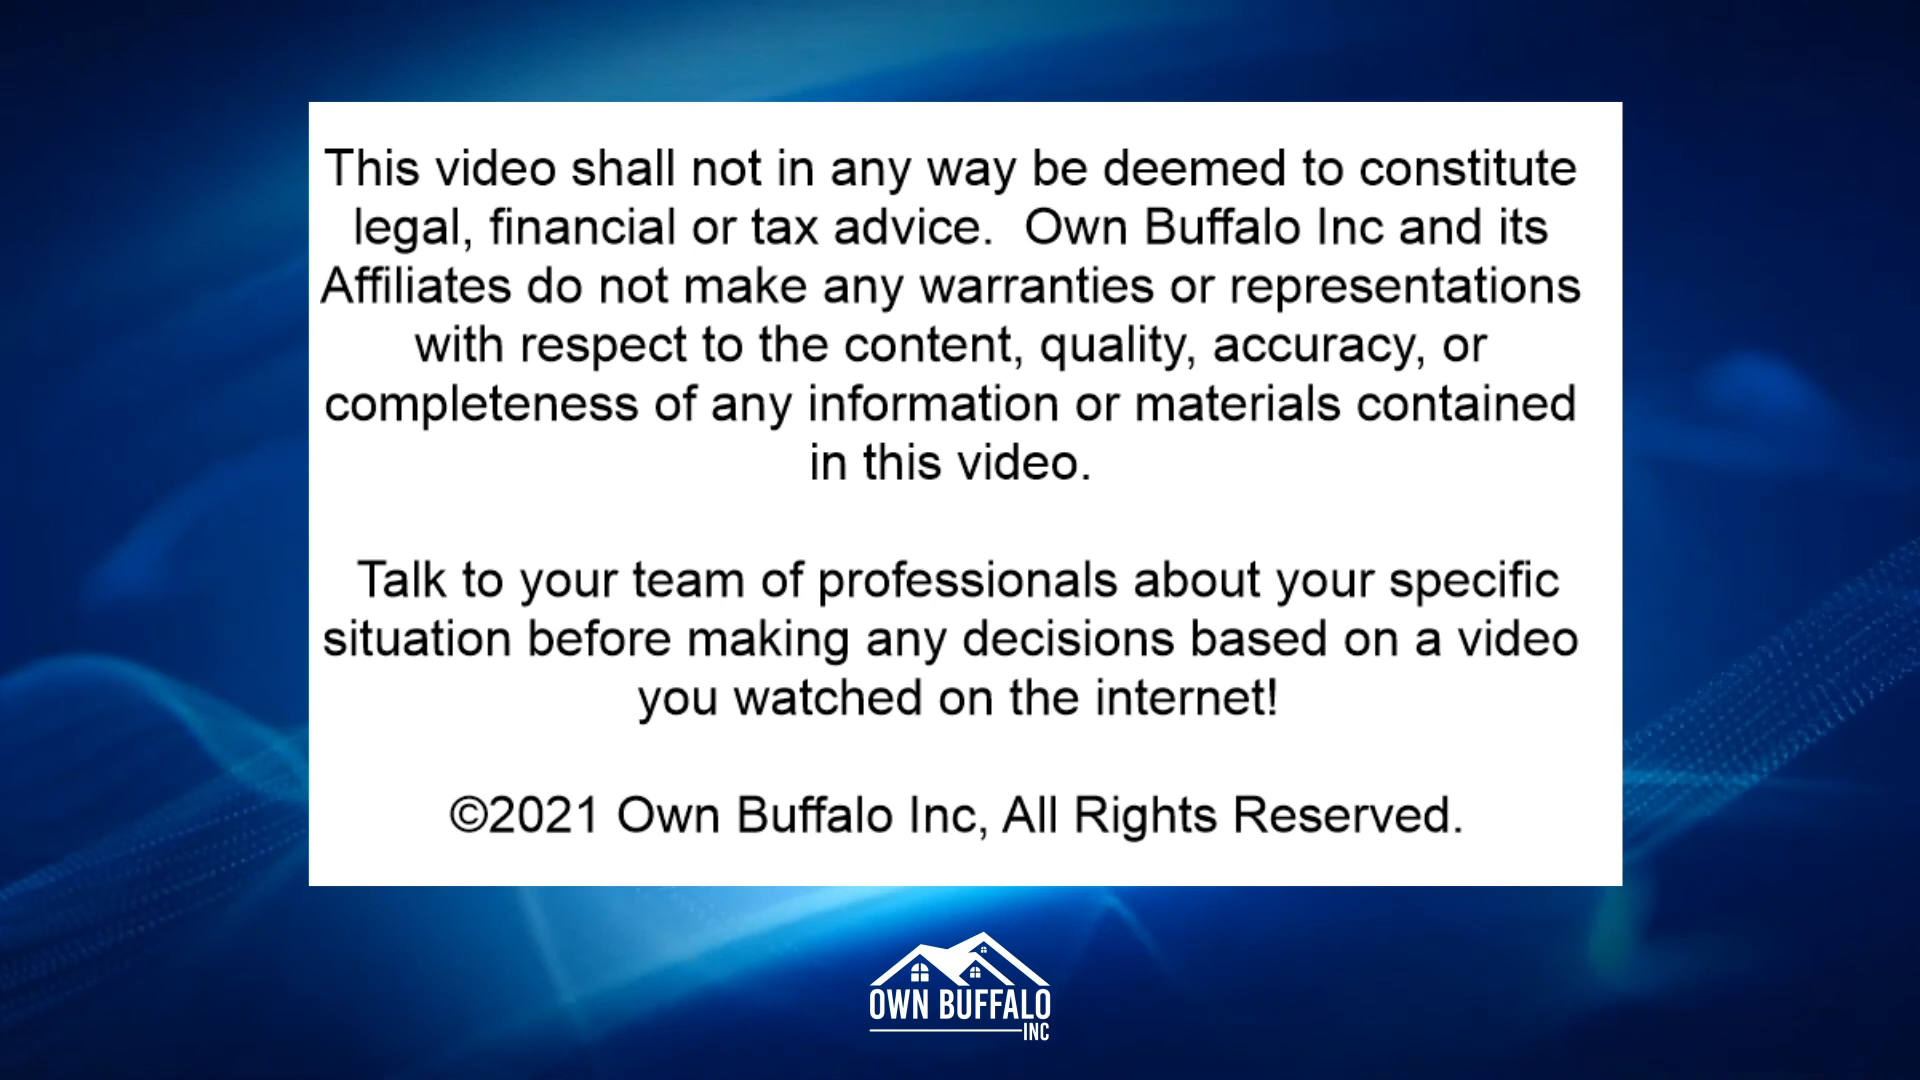 This video shall not in any way be deemed to constitute
legal, financial or tax advice.  Own Buffalo Inc and its
Affiliates do not make any warranties or representations
with respect to the content, quality, accuracy, or
completeness of any information or materials contained
in this video.
Talk to your team of professionals about your specific
situation before making any decisions based on a video
you watched on the internet!
©2021 Own Buffalo Inc, All Rights Reserved.
OWN BUFFALO
INC